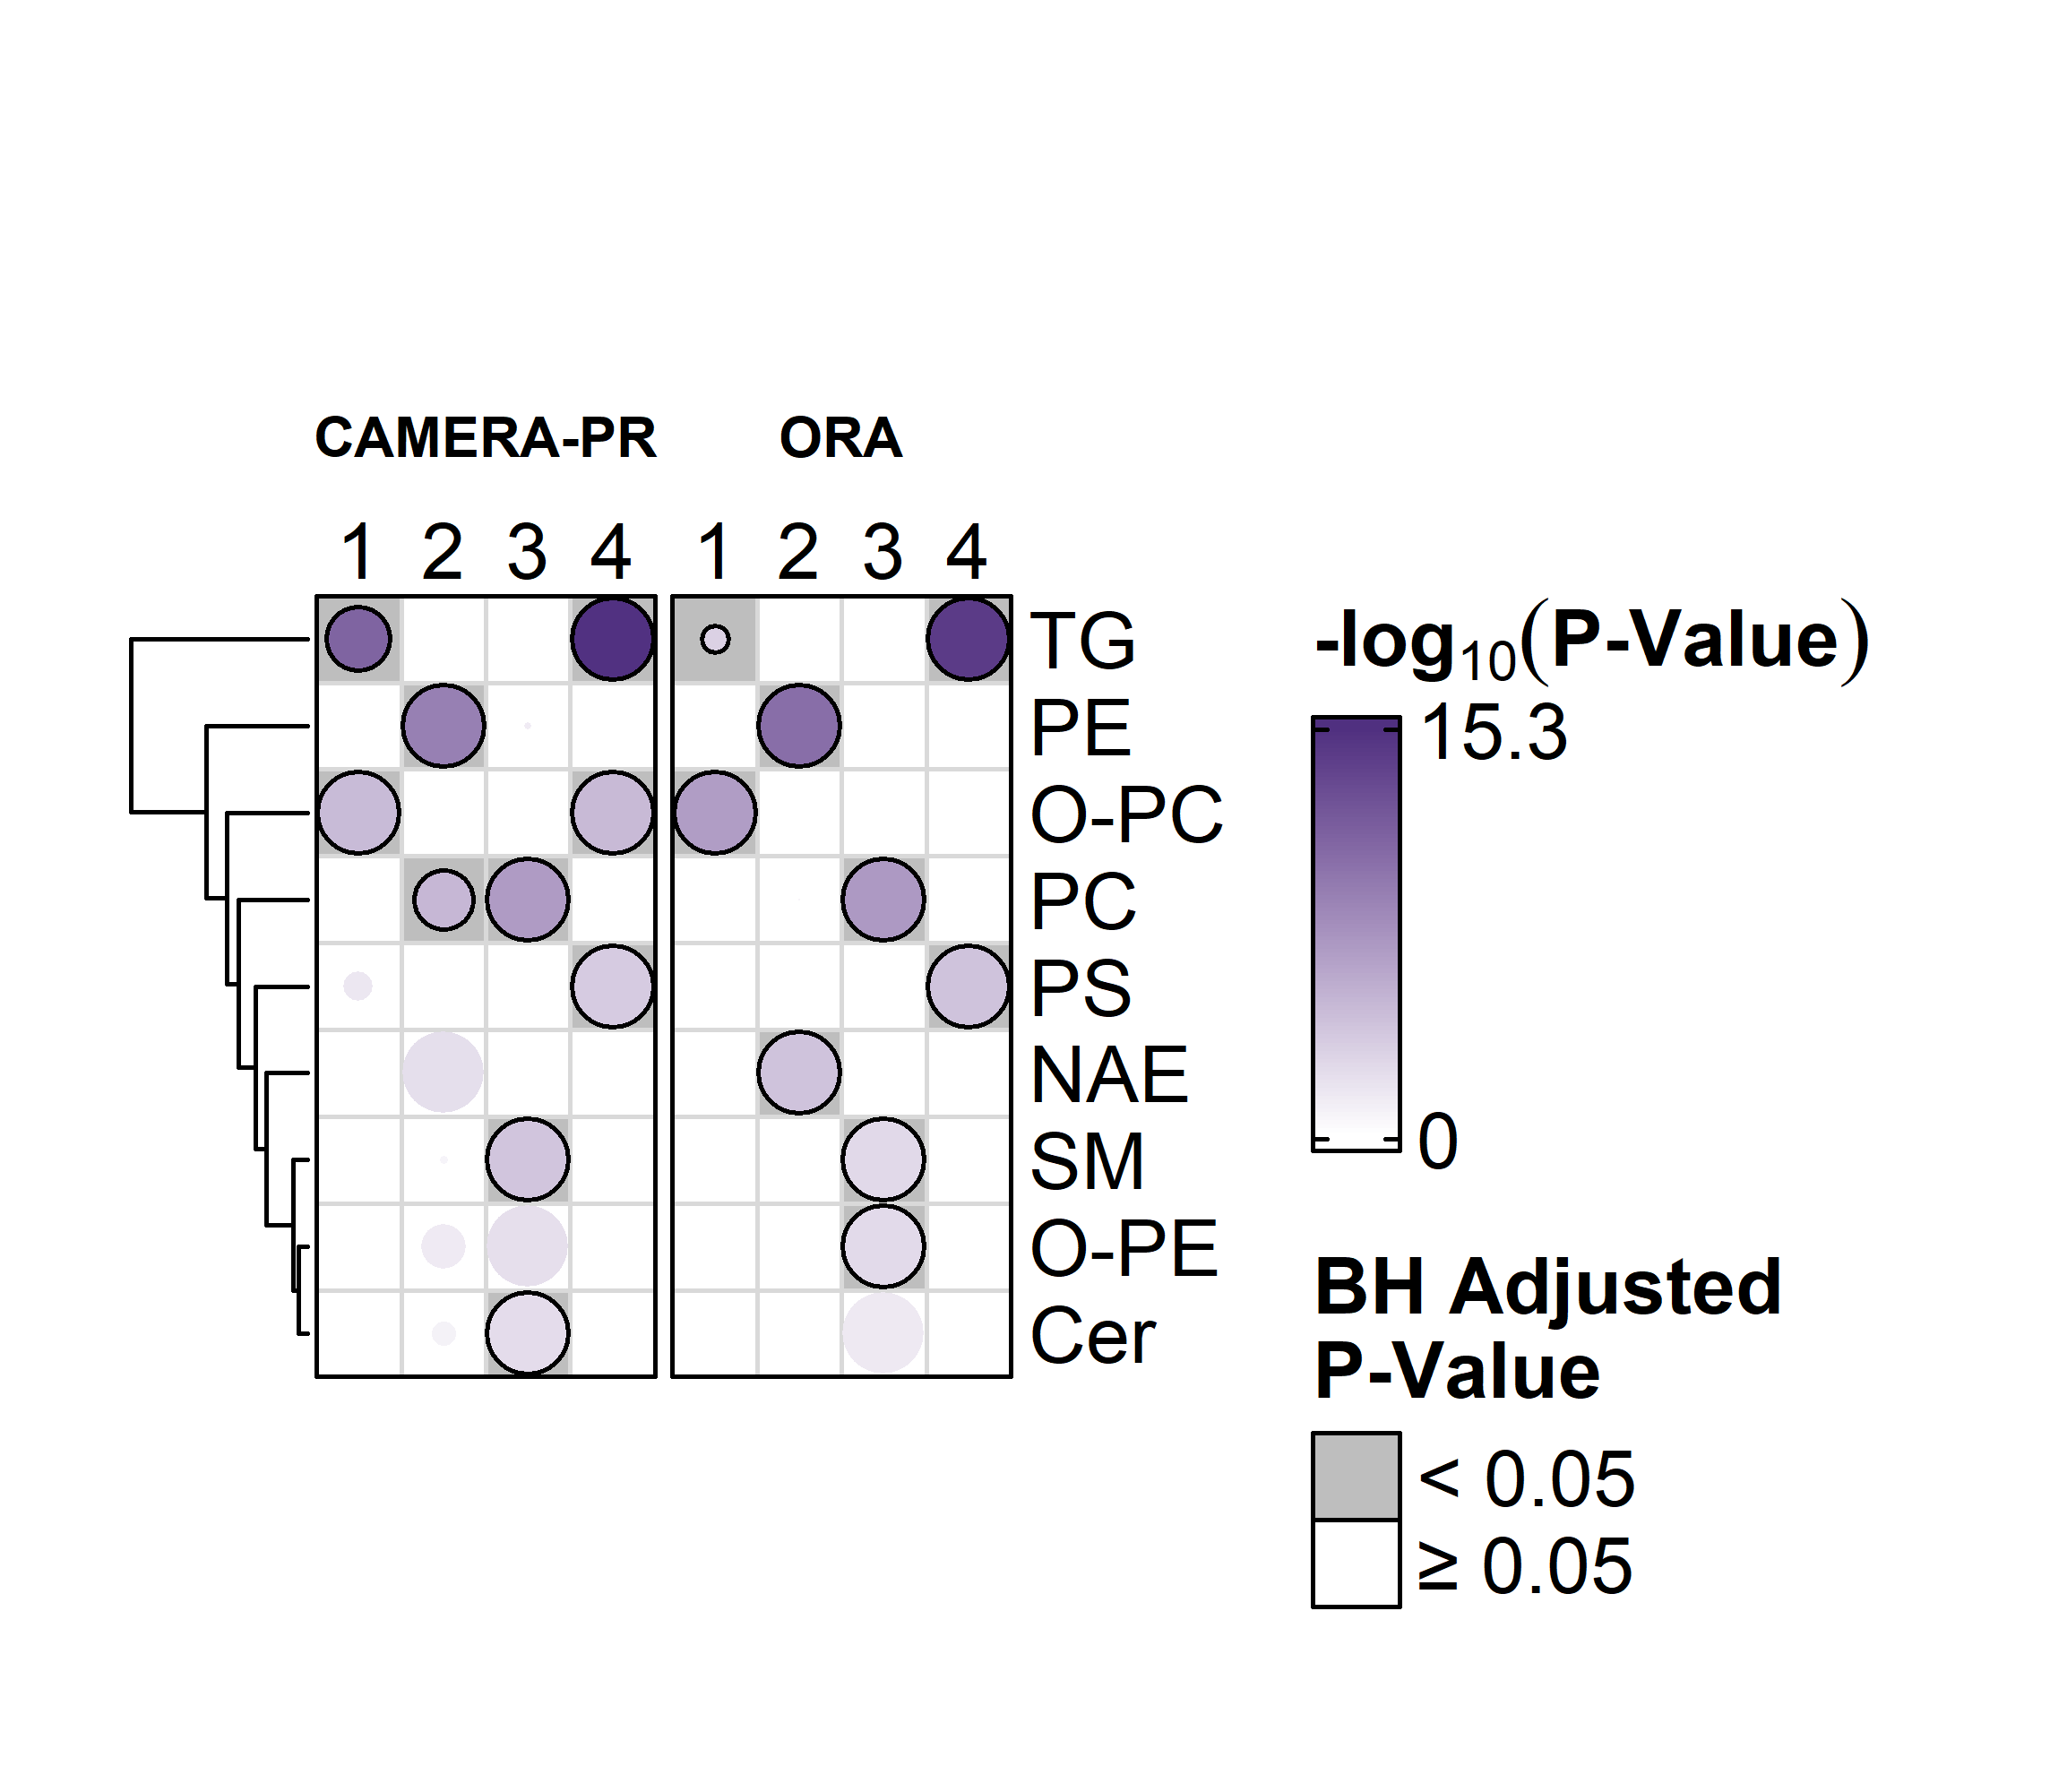 CAMERA-PR ORA
1 2 3 4 1 2 3 4
TG
PE
O-PC
PC
PS
NAE
SM
O-PE
Cer
-log10(P-Value)
15.3
0
BH Adjusted
P-Value
< 0.05
≥ 0.05